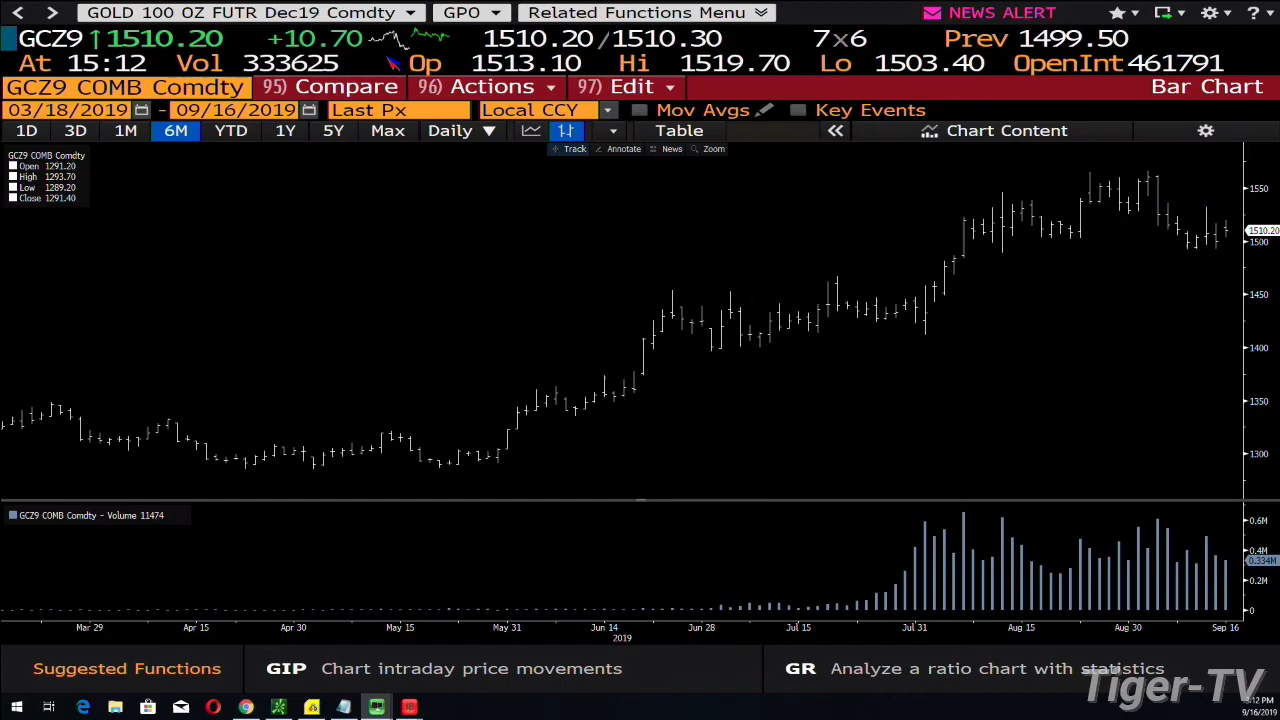 GOLD 100 OZ FUTR Dec19 Comdty GPO Related Functions Menu NEWS ALERT ?
GCZ9 ↑1510.20 +10.70 1510.20/1510.30 7×6 Prev 1499.50
At 15:12 Vol 333625 Op 1513.10 Hi 1519.70 Lo 1503.40 OpenInt 461791
GCZ9 COMB Comdty 95) Compare 96) Actions 97) Edit Bar Chart
03/18/2019 - 09/16/2019 Last Px Local CCY Mov Avgs Key Events
1D 3D 1M 6M YTD 1Y 5Y Max Daily ▼ Table « Chart Content
Track Annotate News Zoom
GCZ9 COMB Comdty
Open 1291.20
High 1293.70
Low 1289.20
Close 1291.40
1550
1510.20
1500
1450
1400
1350
1300
GCZ9 COMB Comdty - Volume 11474
0.6M
0.4M
0.334M
0.2M
0
Mar 29 Apr 15 Apr 30 May 15 May 31 Jun 14 Jun 28 Jul 15 Jul 31 Aug 15 Aug 30 Sep 16
2019
Suggested Functions GIP Chart intraday price movements GR Analyze a ratio chart with statistics
Tiger-TV
:12 PM
9/16/2019